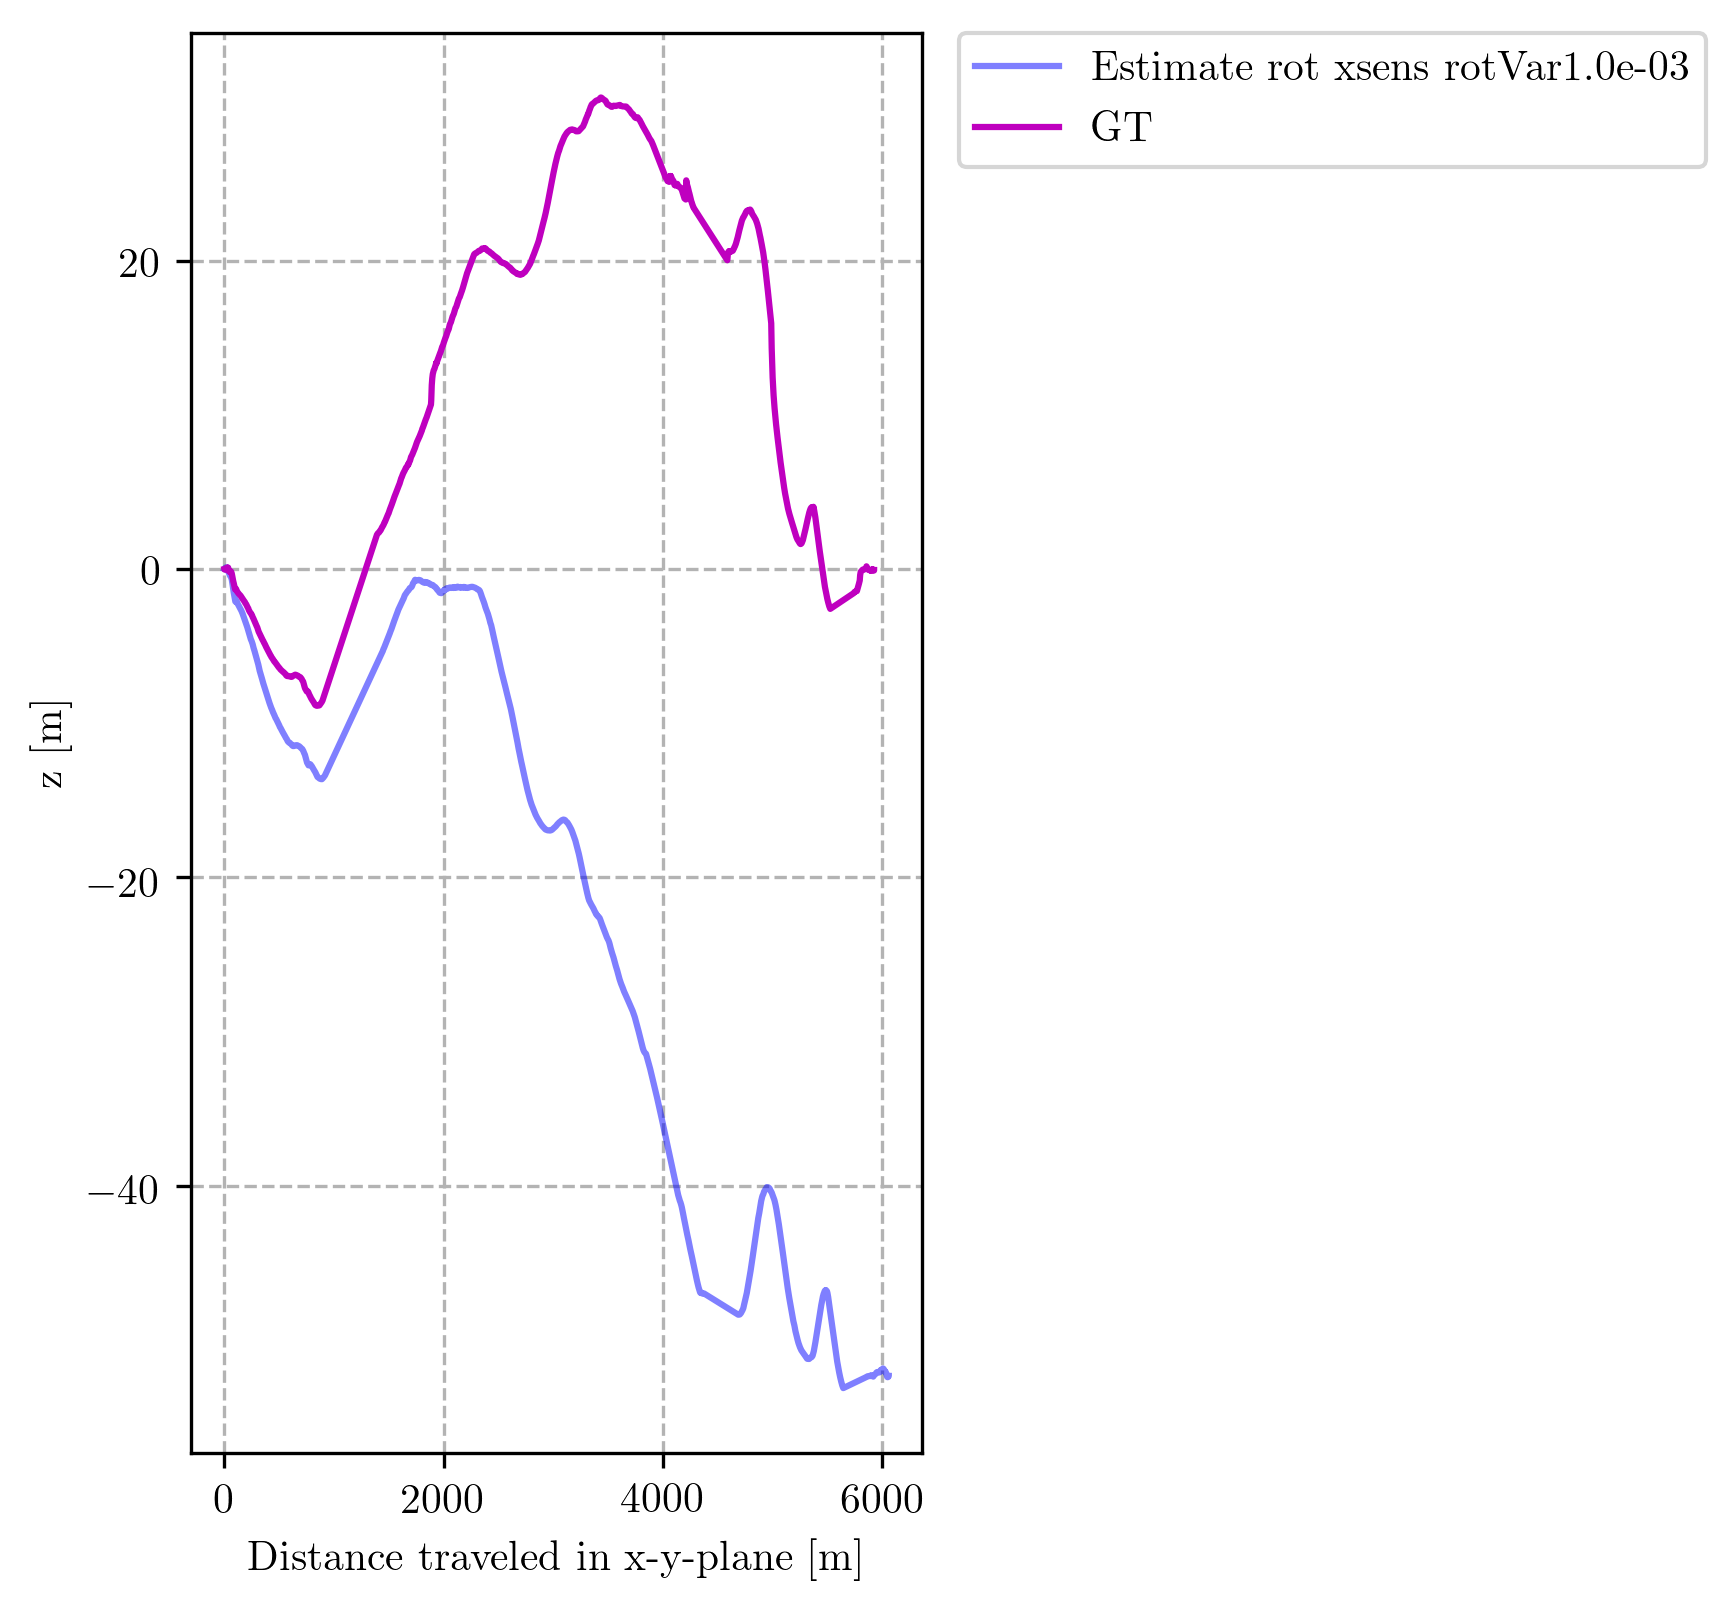 Estimate rot xsens rotVar1.0e-03
GT
20
0
−20
−40
z [m]
0 2000 4000 6000
Distance traveled in x-y-plane [m]